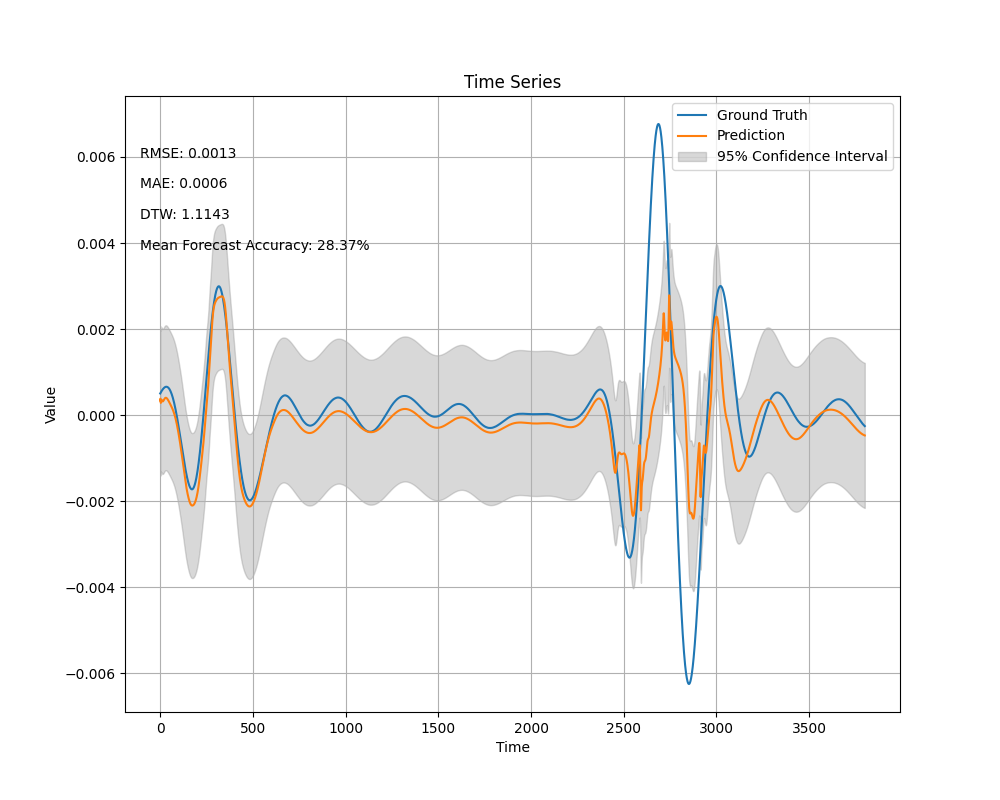 Time Series
Ground Truth
Prediction
95% Confidence Interval
RMSE: 0.0013
MAE: 0.0006
DTW: 1.1143
Mean Forecast Accuracy: 28.37%
0.006
0.004
0.002
0.000
−0.002
−0.004
−0.006
Value
0 500 1000 1500 2000 2500 3000 3500
Time